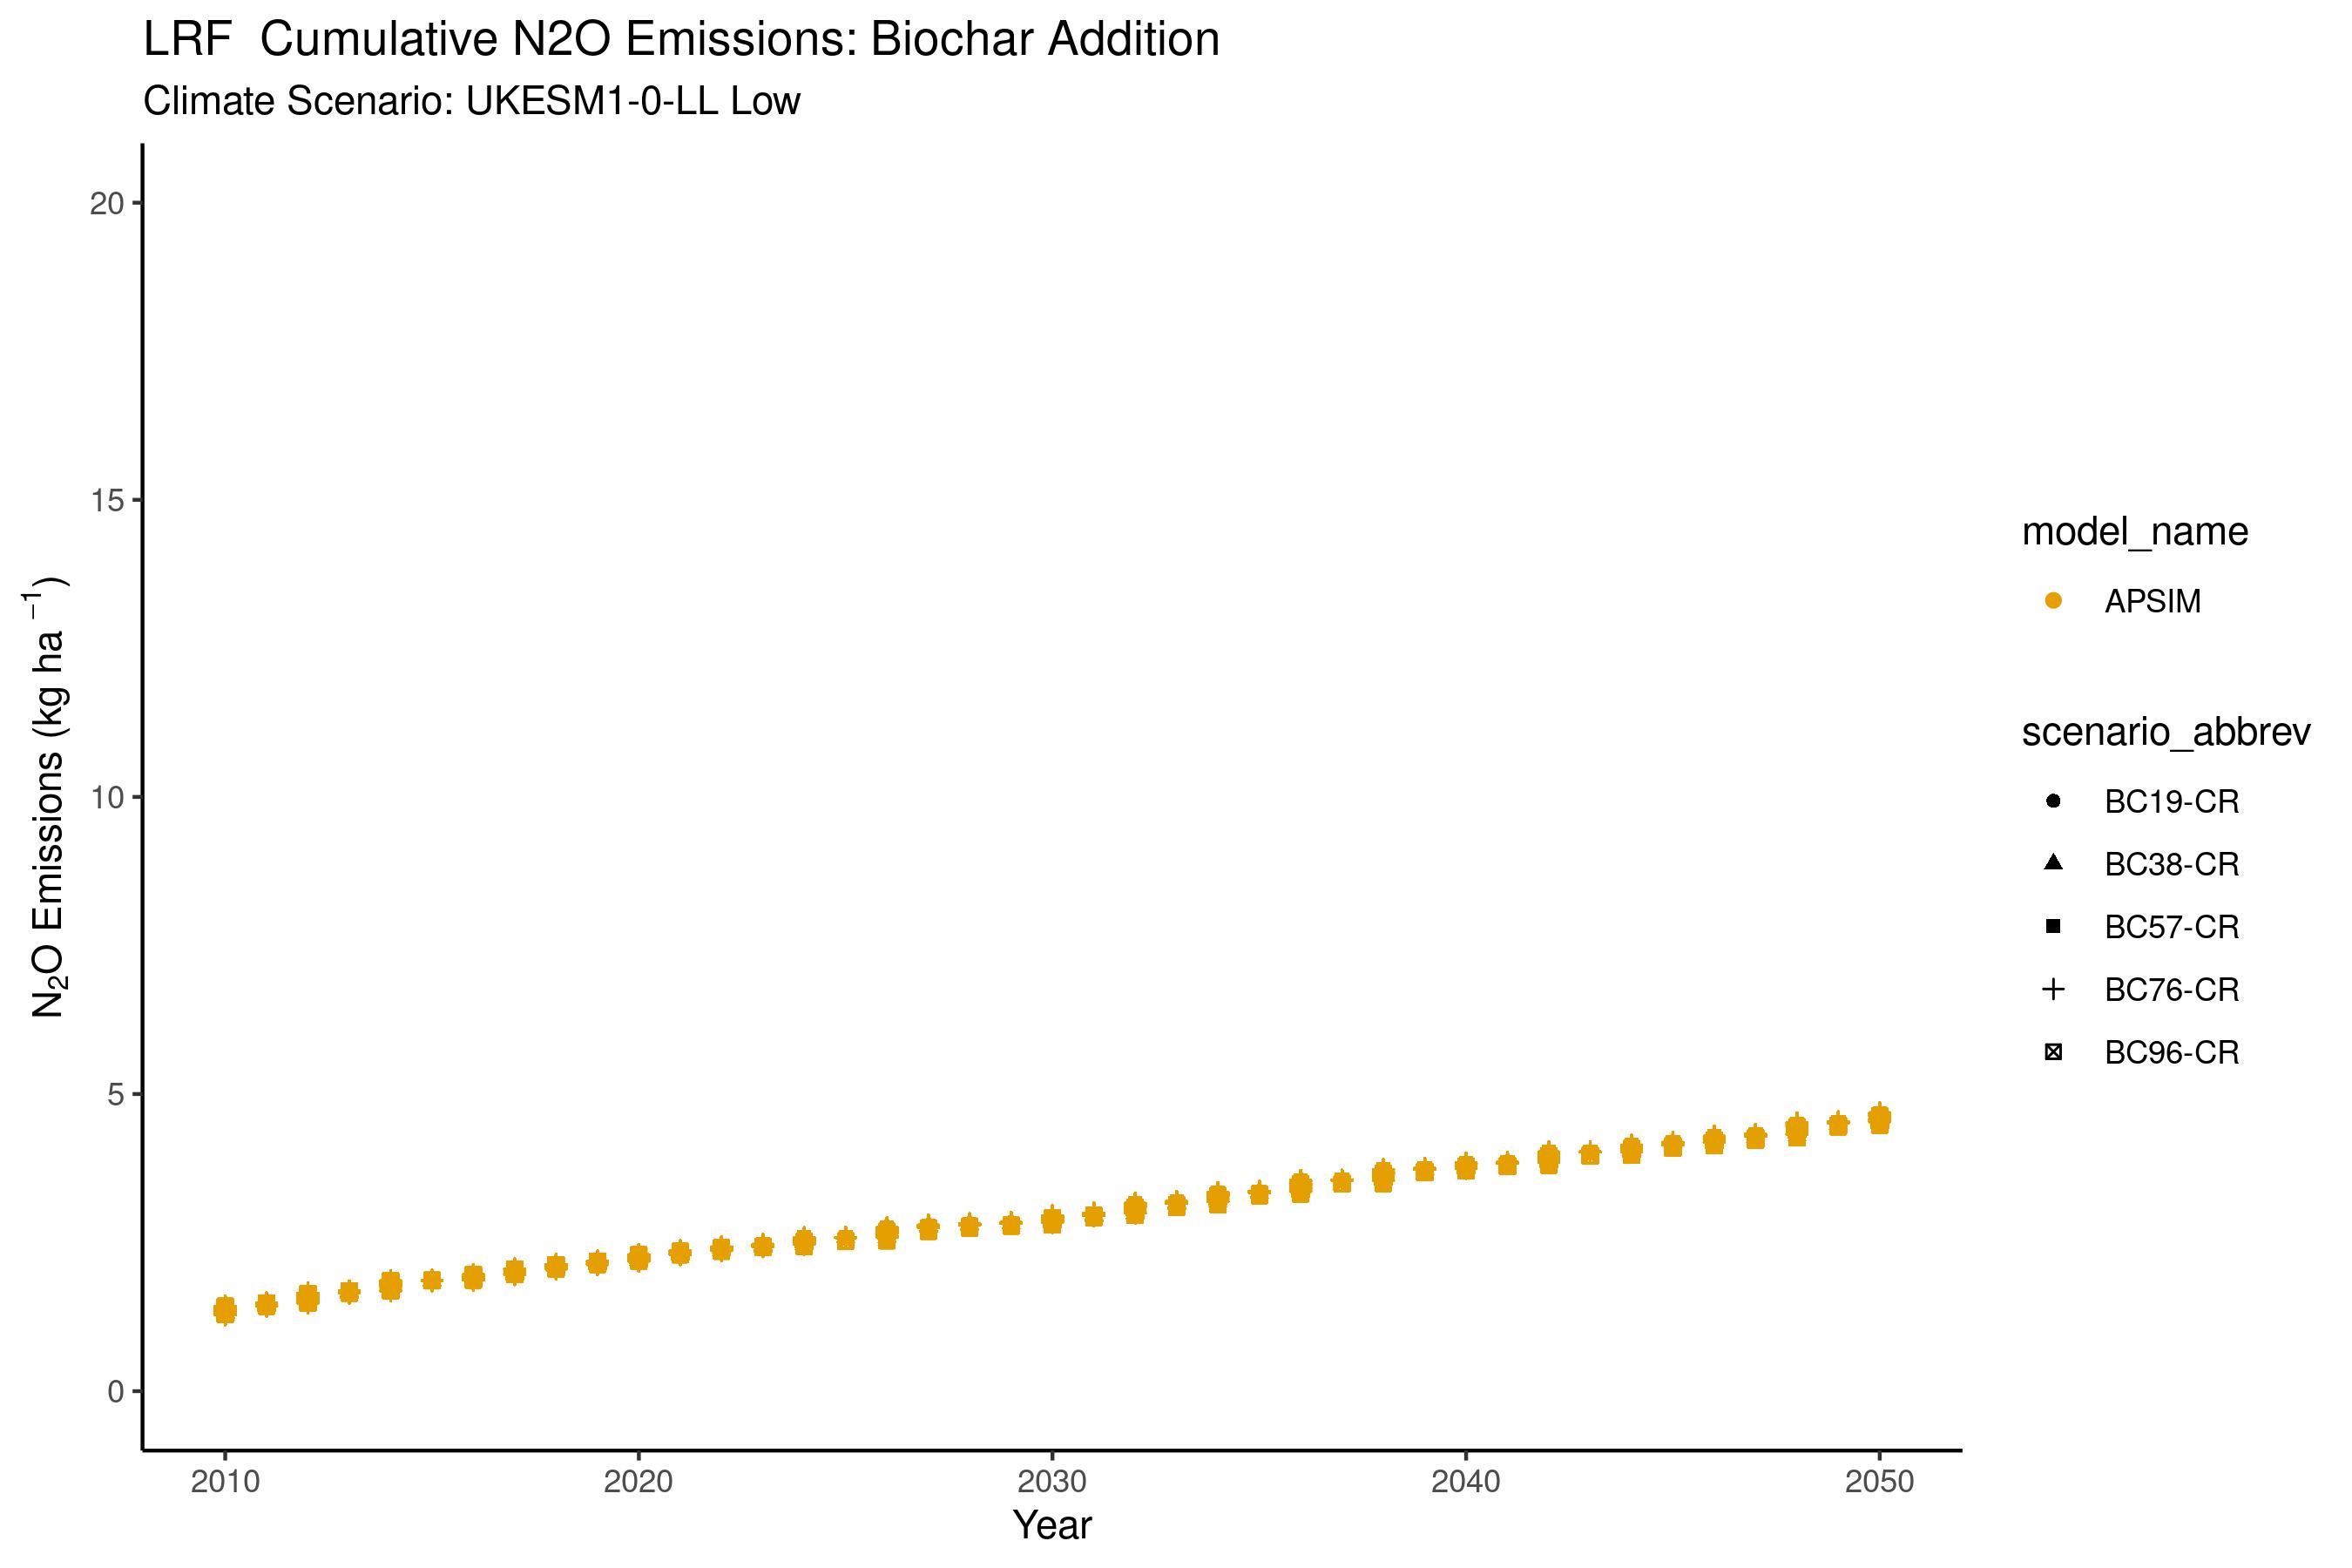 LRF  Cumulative N2O Emissions: Biochar Addition
Climate Scenario: UKESM1-0-LL Low
N₂O Emissions (kg ha⁻¹)
20
15
10
5
0
2010 2020 2030 2040 2050
Year
model_name
APSIM
scenario_abbrev
BC19-CR
BC38-CR
BC57-CR
BC76-CR
BC96-CR